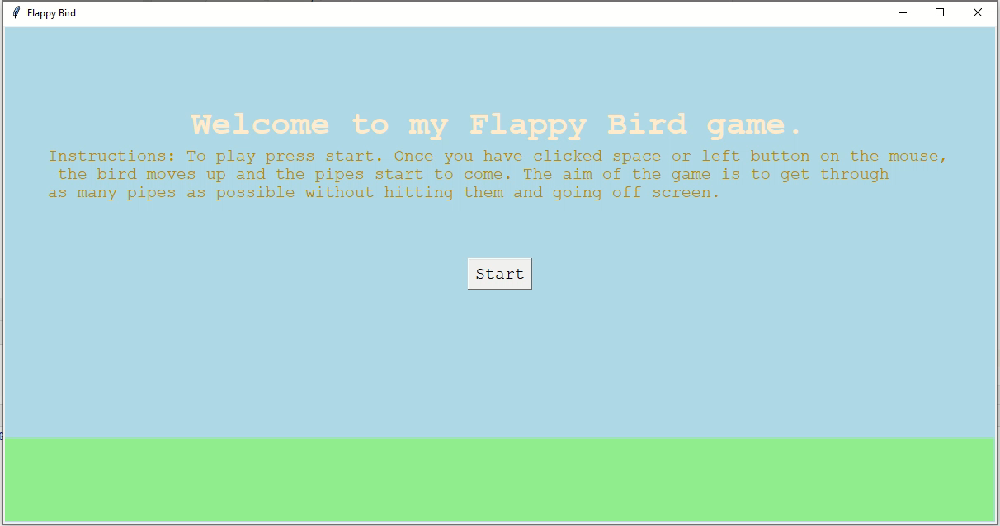 Flappy Bird
Welcome to my Flappy Bird game.
Instructions: To play press start. Once you have clicked space or left button on the mouse,
the bird moves up and the pipes start to come. The aim of the game is to get through
as many pipes as possible without hitting them and going off screen.
Start